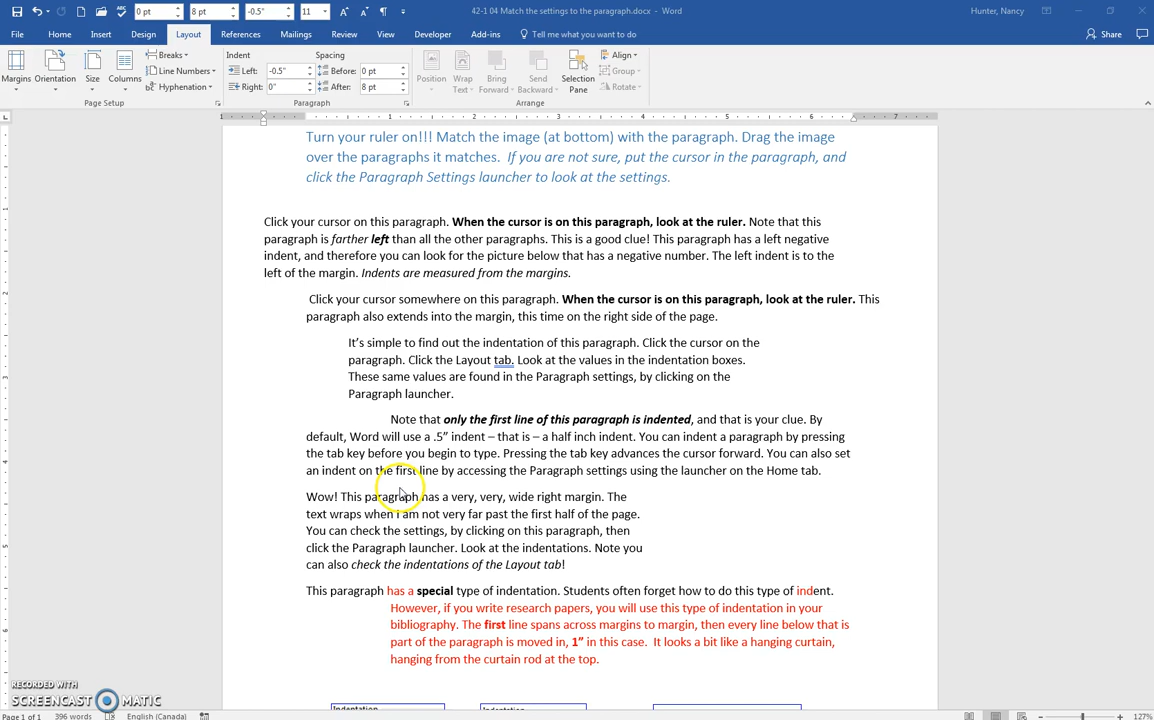 0 pt 8 pt -0.5" 11 42-1 04 Match the settings to the paragraph.docx - Word Hunter, Nancy
File Home Insert Design Layout References Mailings Review View Developer Add-ins Tell me what you want to do Share
Margins Orientation Size Columns Breaks Line Numbers Hyphenation
Page Setup
Indent Spacing
Left: -0.5" Before: 0 pt
Right: 0" After: 8 pt
Paragraph
Position Wrap Text Bring Forward Send Backward Selection Pane Align Group Rotate
Arrange
1 1 2 3 4 5 6 7
Turn your ruler on!!! Match the image (at bottom) with the paragraph. Drag the image
over the paragraphs it matches. If you are not sure, put the cursor in the paragraph, and
click the Paragraph Settings launcher to look at the settings.
Click your cursor on this paragraph. When the cursor is on this paragraph, look at the ruler. Note that this
paragraph is farther left than all the other paragraphs. This is a good clue! This paragraph has a left negative
indent, and therefore you can look for the picture below that has a negative number. The left indent is to the
left of the margin. Indents are measured from the margins.
Click your cursor somewhere on this paragraph. When the cursor is on this paragraph, look at the ruler. This
paragraph also extends into the margin, this time on the right side of the page.
It's simple to find out the indentation of this paragraph. Click the cursor on the
paragraph. Click the Layout tab. Look at the values in the indentation boxes.
These same values are found in the Paragraph settings, by clicking on the
Paragraph launcher.
Note that only the first line of this paragraph is indented, and that is your clue. By
default, Word will use a .5" indent – that is – a half inch indent. You can indent a paragraph by pressing
the tab key before you begin to type. Pressing the tab key advances the cursor forward. You can also set
an indent on the first line by accessing the Paragraph settings using the launcher on the Home tab.
Wow! This paragraph has a very, very, wide right margin. The
text wraps when I am not very far past the first half of the page.
You can check the settings, by clicking on this paragraph, then
click the Paragraph launcher. Look at the indentations. Note you
can also check the indentations of the Layout tab!
This paragraph has a special type of indentation. Students often forget how to do this type of indent.
However, if you write research papers, you will use this type of indentation in your
bibliography. The first line spans across margins to margin, then every line below that is
part of the paragraph is moved in, 1" in this case. It looks a bit like a hanging curtain,
hanging from the curtain rod at the top.
RECORDED WITH
SCREENCAST MATIC
Indentation Indentation
Page 1 of 1 396 words English (Canada) 127%